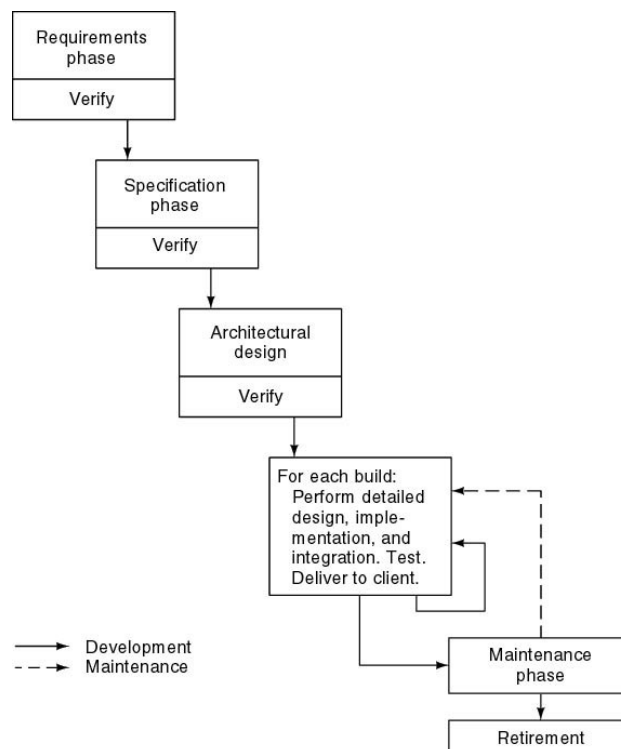 Requirements
phase
Verify
Specification
phase
Verify
Architectural
design
Verify
For each build:
Perform detailed
design, imple-
mentation, and
integration. Test.
Deliver to client.
Development
Maintenance
Maintenance
phase
Retirement